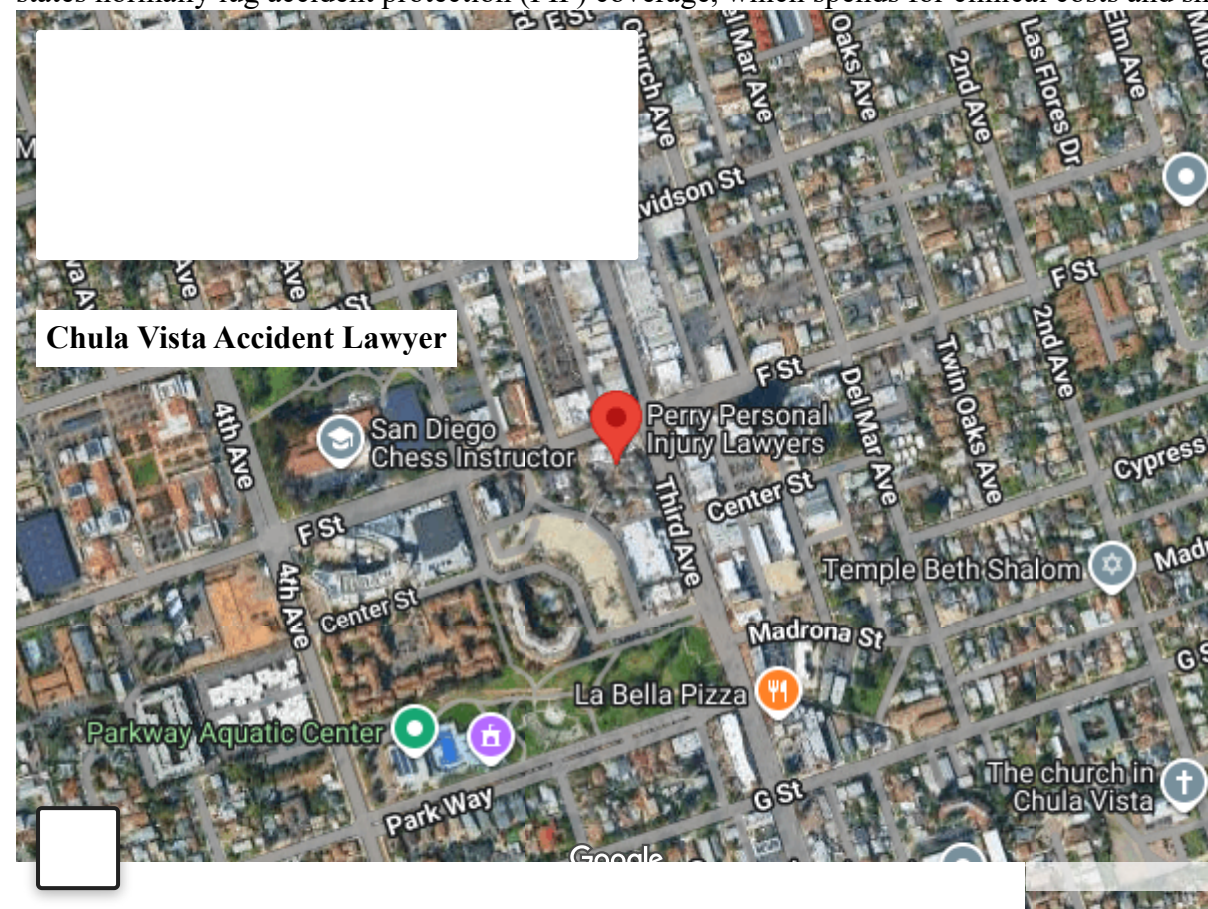 Church Ave
Del Mar Ave
Oaks Ave
2nd Ave
Las Flores Dr
Elm Ave
F St
Chula Vista Accident Lawyer
F St
2nd Ave
Twin Oaks Ave
Del Mar Ave
Perry Personal
Injury Lawyers
San Diego
Chess Instructor
4th Ave
Cypress
Third Ave
Center St
F St
Temple Beth Shalom
4th Ave
Center St
Madrona St
La Bella Pizza
Parkway Aquatic Center
The church in
Chula Vista
G St
Park Way
Google